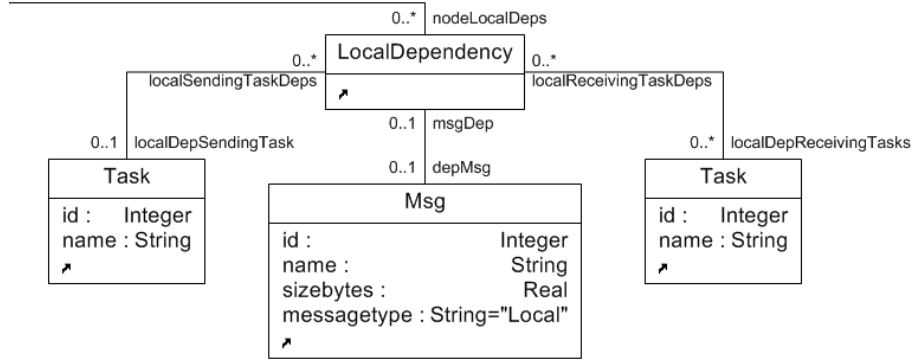 0..* nodeLocalDeps
LocalDependency
0..* 0..*
localSendingTaskDeps localReceivingTaskDeps
0..1 msgDep
0..1 localDepSendingTask
0..* localDepReceivingTasks
0..1 depMsg
Task
id : Integer
name : String
Msg
id : Integer
name : String
sizebytes : Real
messagetype : String="Local"
Task
id : Integer
name : String